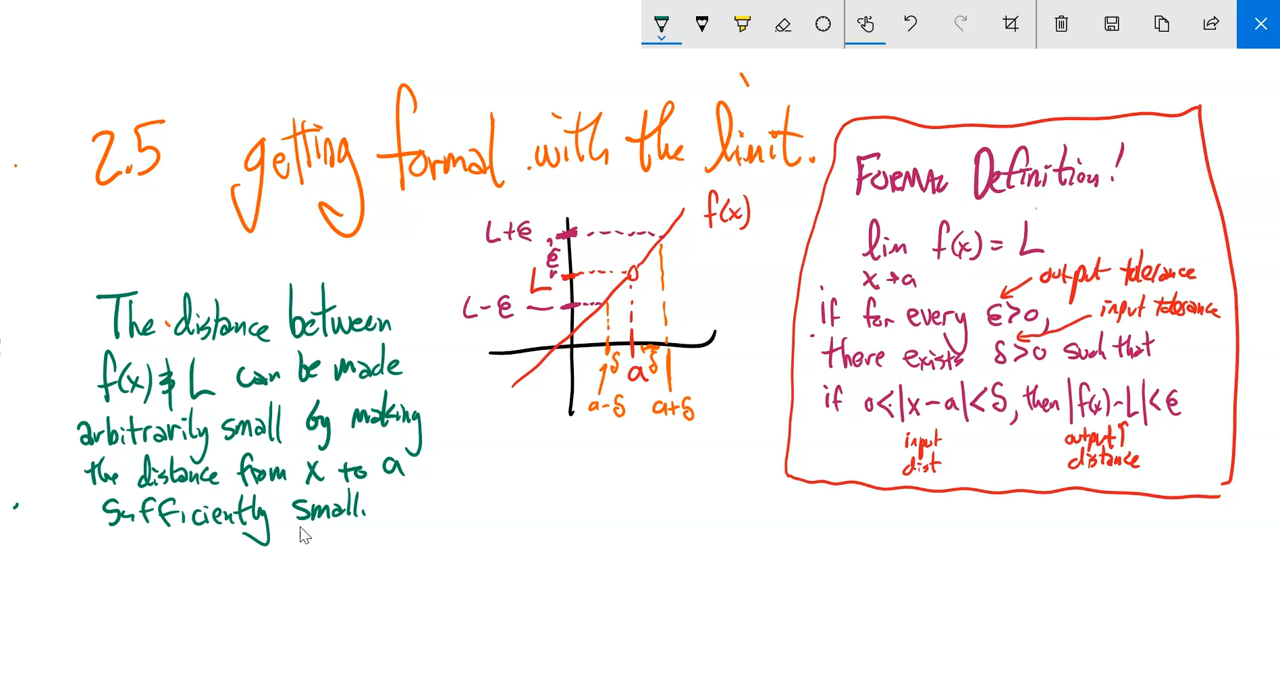 2.5 getting formal with the limit.
The distance between
f(x) & L can be made
arbitrarily small by making
the distance from x to a
sufficiently small.
f(x)
L+ε
ε
L
L-ε
δ
a
δ
a-δ
a+δ
FORMAL Definition!
lim f(x) = L
x→a
output tolerance
if for every ε>0,
input tolerance
there exists δ>0 such that
if 0<|x-a|<δ, then |f(x)-L|<ε
input
dist
output
distance